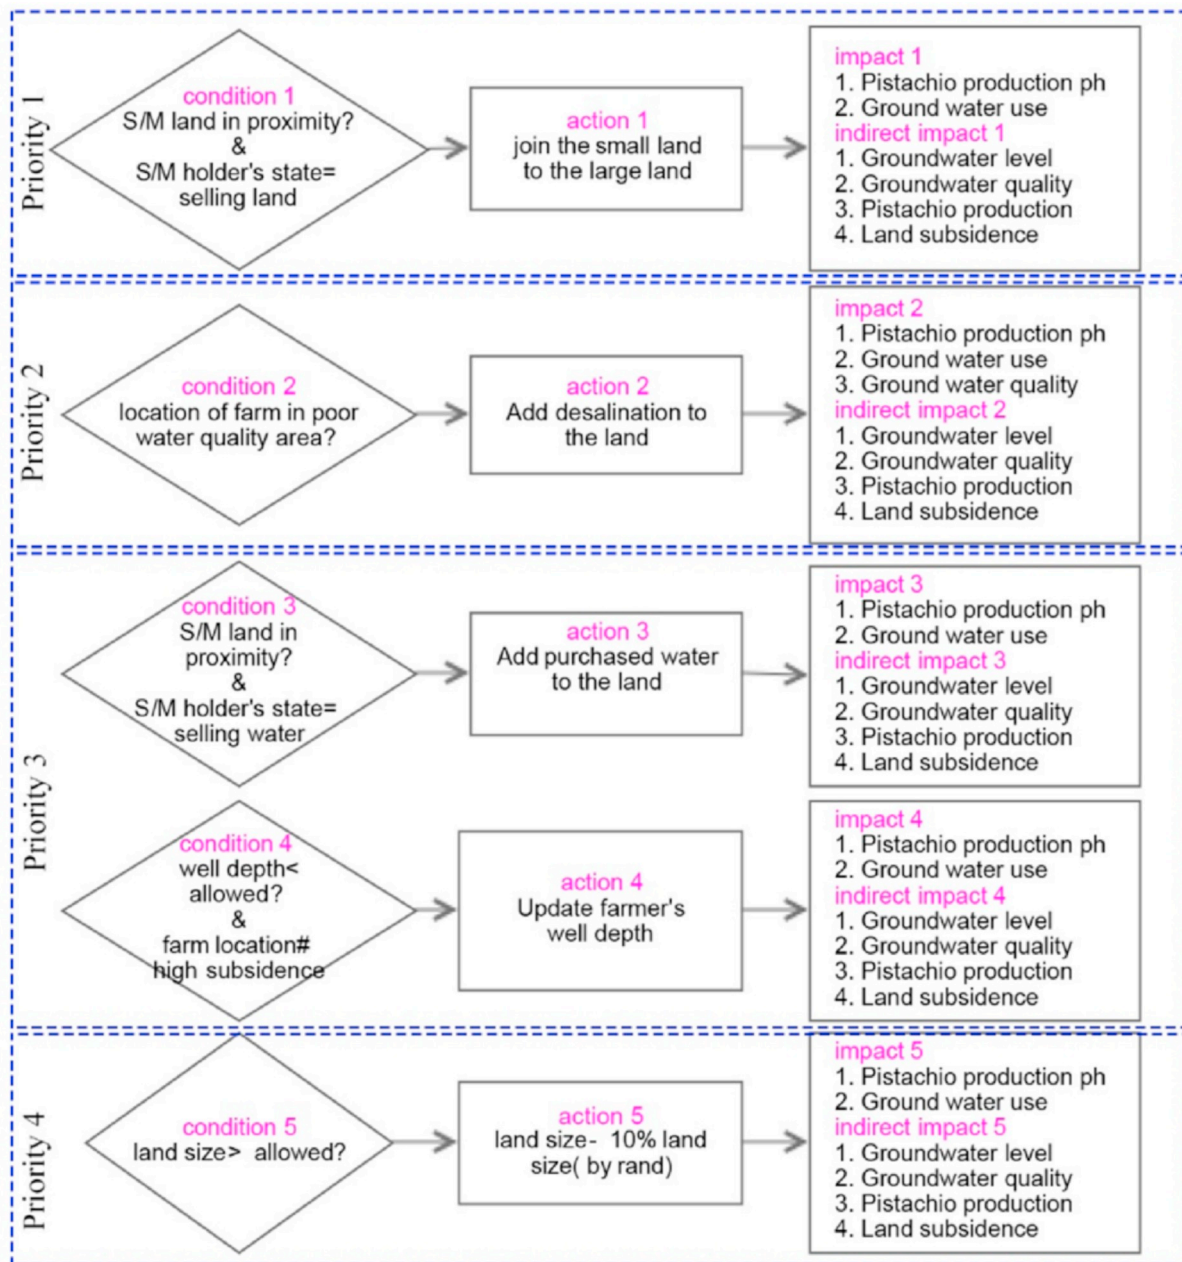 Priority 1
condition 1
S/M land in proximity?
&
S/M holder's state=
selling land
action 1
join the small land
to the large land
impact 1
1. Pistachio production ph
2. Ground water use
indirect impact 1
1. Groundwater level
2. Groundwater quality
3. Pistachio production
4. Land subsidence
Priority 2
condition 2
location of farm in poor
water quality area?
action 2
Add desalination to
the land
impact 2
1. Pistachio production ph
2. Ground water use
3. Ground water quality
indirect impact 2
1. Groundwater level
2. Groundwater quality
3. Pistachio production
4. Land subsidence
Priority 3
condition 3
S/M land in
proximity?
&
S/M holder's state=
selling water
action 3
Add purchased water
to the land
impact 3
1. Pistachio production ph
2. Ground water use
indirect impact 3
1. Groundwater level
2. Groundwater quality
3. Pistachio production
4. Land subsidence
condition 4
well depth<
allowed?
&
farm location#
high subsidence
action 4
Update farmer's
well depth
impact 4
1. Pistachio production ph
2. Ground water use
indirect impact 4
1. Groundwater level
2. Groundwater quality
3. Pistachio production
4. Land subsidence
Priority 4
condition 5
land size> allowed?
action 5
land size- 10% land
size( by rand)
impact 5
1. Pistachio production ph
2. Ground water use
indirect impact 5
1. Groundwater level
2. Groundwater quality
3. Pistachio production
4. Land subsidence